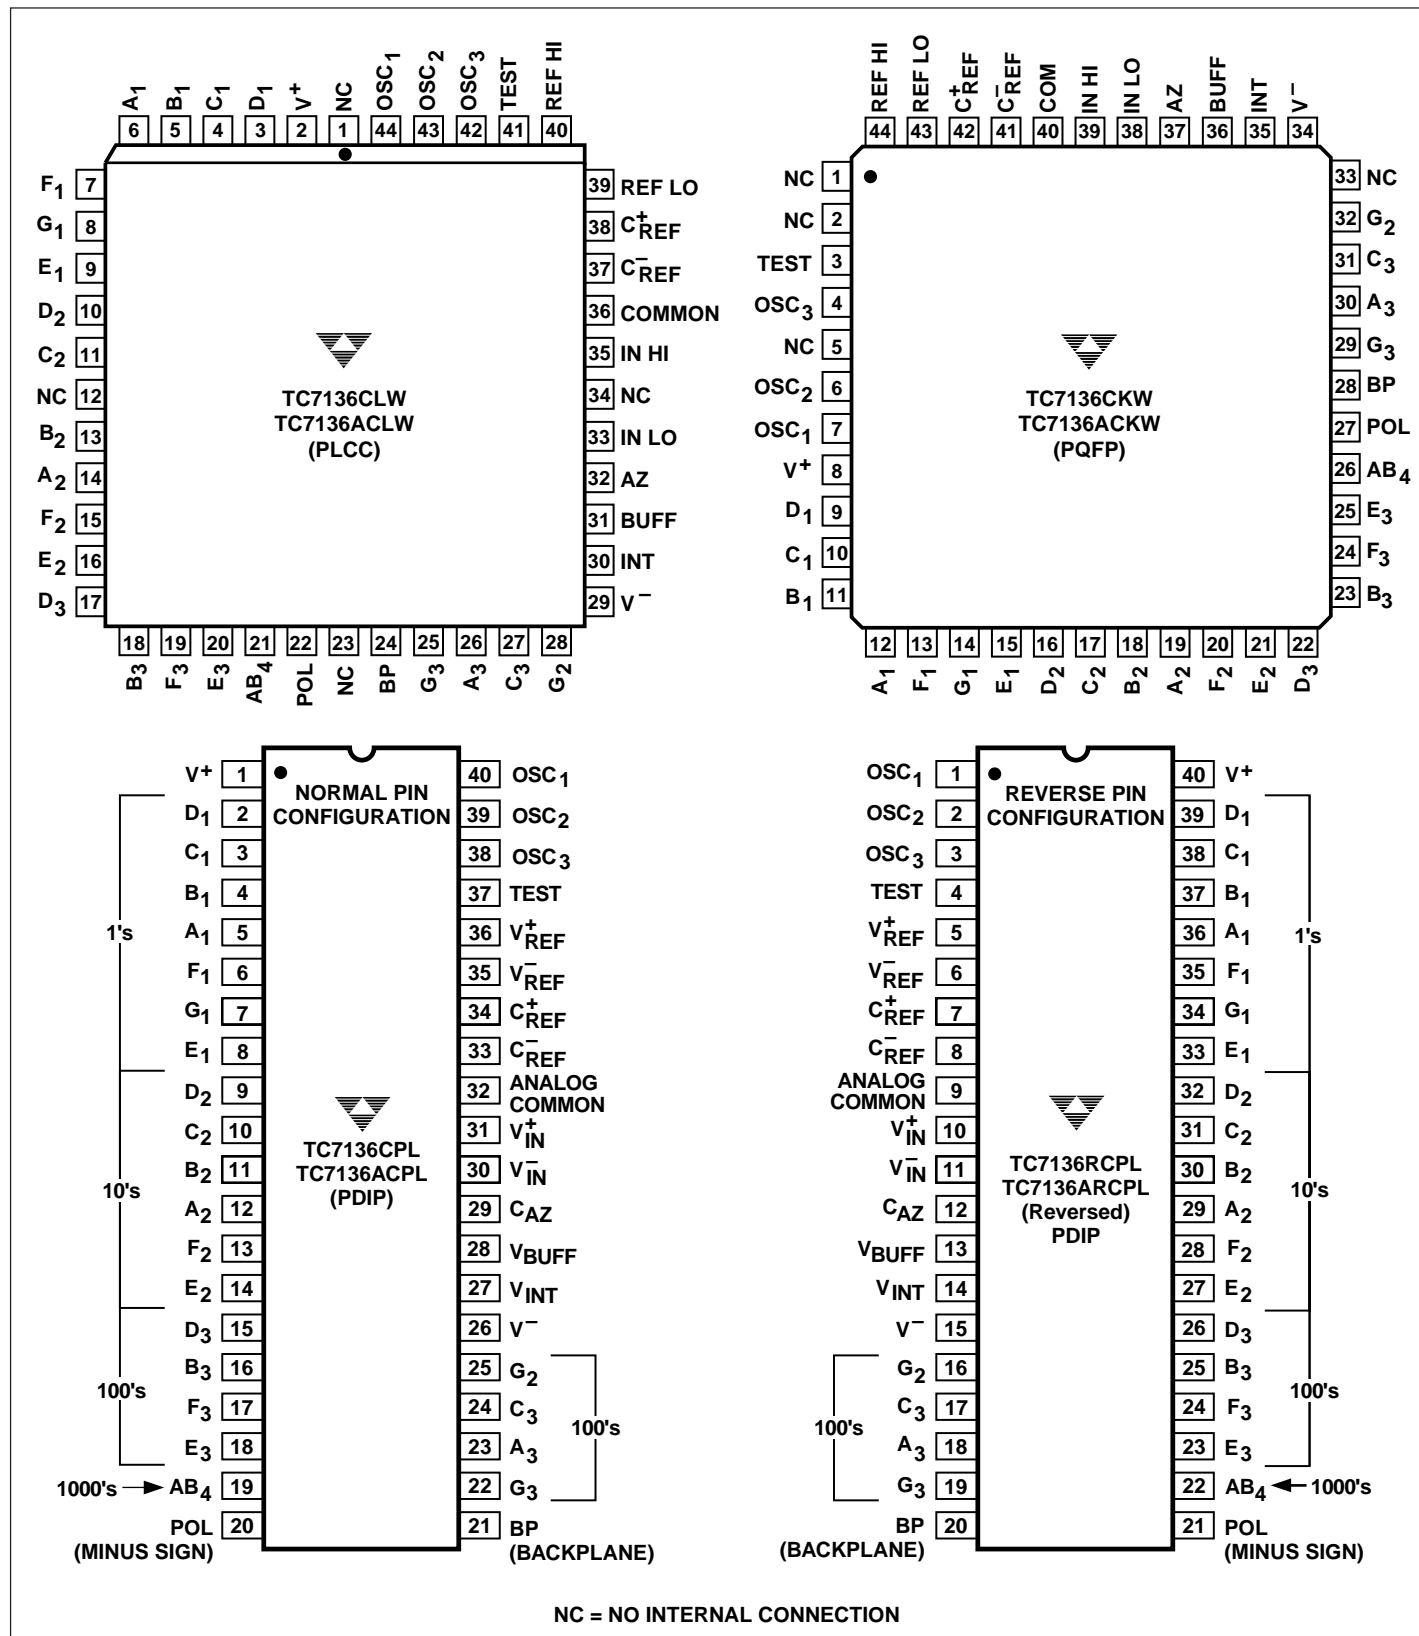 A1 B1 C1 D1 V+ NC OSC1 OSC2 OSC3 TEST REF HI
6 5 4 3 2 1 44 43 42 41 40
F1 7
G1 8
E1 9
D2 10
C2 11
NC 12
B2 13
A2 14
F2 15
E2 16
D3 17
TC7136CLW
TC7136ACLW
(PLCC)
39 REF LO
38 C+REF
37 C–REF
36 COMMON
35 IN HI
34 NC
33 IN LO
32 AZ
31 BUFF
30 INT
29 V–
18 19 20 21 22 23 24 25 26 27 28
B3 F3 E3 AB4 POL NC BP G3 A3 C3 G2
REF HI REF LO C+REF C–REF COM IN HI IN LO AZ BUFF INT V–
44 43 42 41 40 39 38 37 36 35 34
NC 1
NC 2
TEST 3
OSC3 4
NC 5
OSC2 6
OSC1 7
V+ 8
D1 9
C1 10
B1 11
TC7136CKW
TC7136ACKW
(PQFP)
33 NC
32 G2
31 C3
30 A3
29 G3
28 BP
27 POL
26 AB4
25 E3
24 F3
23 B3
12 13 14 15 16 17 18 19 20 21 22
A1 F1 G1 E1 D2 C2 B2 A2 F2 E2 D3
V+ 1
D1 2
C1 3
B1 4
1's A1 5
F1 6
G1 7
E1 8
D2 9
C2 10
B2 11
10's
A2 12
F2 13
E2 14
D3 15
B3 16
100's
F3 17
E3 18
1000's AB4 19
POL 20
(MINUS SIGN)
NORMAL PIN
CONFIGURATION
TC7136CPL
TC7136ACPL
(PDIP)
40 OSC1
39 OSC2
38 OSC3
37 TEST
36 V+REF
35 V–REF
34 C+REF
33 C–REF
32 ANALOG
COMMON
31 V+IN
30 V–IN
29 CAZ
28 VBUFF
27 VINT
26 V–
25 G2
24 C3
100's
23 A3
22 G3
21 BP
(BACKPLANE)
OSC1 1
OSC2 2
OSC3 3
TEST 4
V+REF 5
V–REF 6
C+REF 7
C–REF 8
ANALOG
COMMON 9
V+IN 10
V–IN 11
CAZ 12
VBUFF 13
VINT 14
V– 15
G2 16
C3 17
100's
A3 18
G3 19
BP 20
(BACKPLANE)
REVERSE PIN
CONFIGURATION
TC7136RCPL
TC7136ARCPL
(Reversed)
PDIP
40 V+
39 D1
38 C1
37 B1
36 A1 1's
35 F1
34 G1
33 E1
32 D2
31 C2
30 B2
10's
29 A2
28 F2
27 E2
26 D3
25 B3
100's
24 F3
23 E3
22 AB4 1000's
21 POL
(MINUS SIGN)
NC = NO INTERNAL CONNECTION